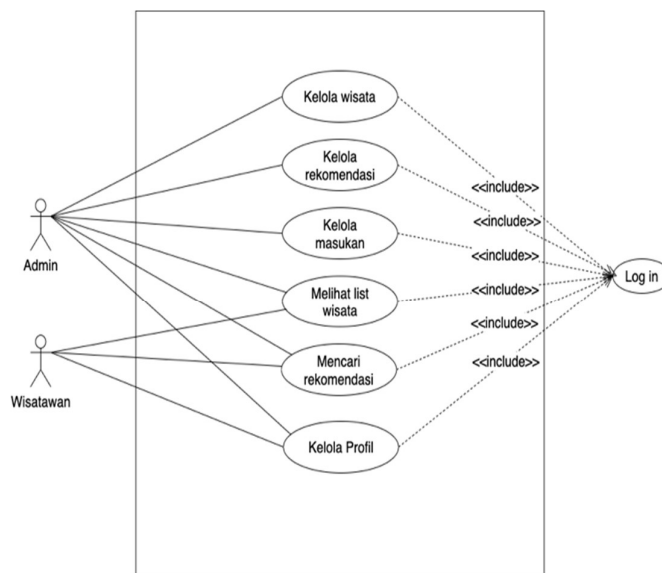 Kelola wisata
Kelola
rekomendasi
<<include>>
<<include>>
Kelola
masukan
Admin
<<include>>
Log in
Melihat list
wisata
<<include>>
<<include>>
Mencari
rekomendasi
<<include>>
Wisatawan
Kelola Profil